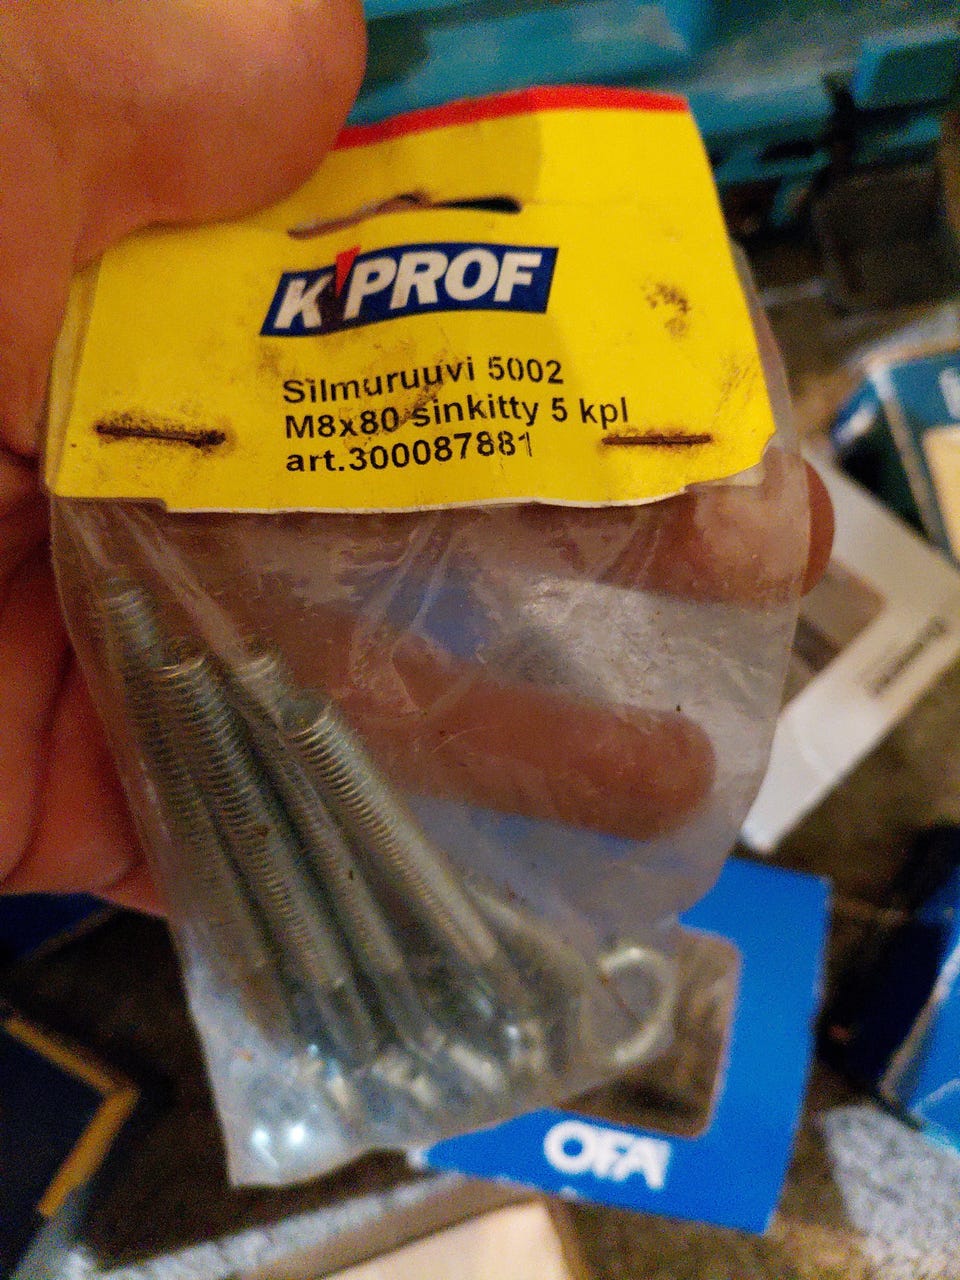 K'PROF
Silmuruuvi 5002
M8x80 sinkitty 5 kpl
art.300087881
OFA